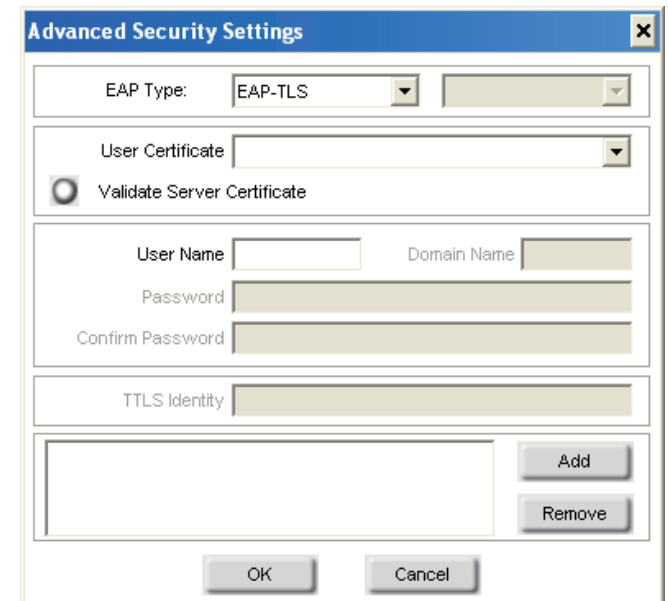 Advanced Security Settings
EAP Type: EAP-TLS
User Certificate
Validate Server Certificate
User Name Domain Name
Password
Confirm Password
TTLS Identity
Add
Remove
OK Cancel